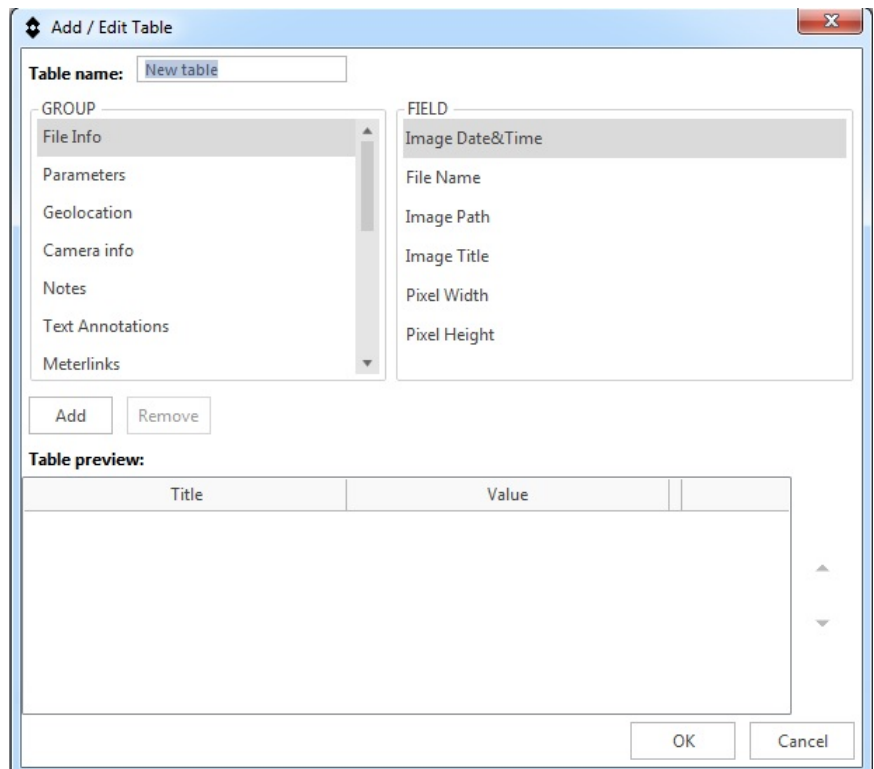 Add / Edit Table
Table name: New table
GROUP
File Info
Parameters
Geolocation
Camera info
Notes
Text Annotations
Meterlinks
FIELD
Image Date&Time
File Name
Image Path
Image Title
Pixel Width
Pixel Height
Add Remove
Table preview:
Title Value
OK Cancel